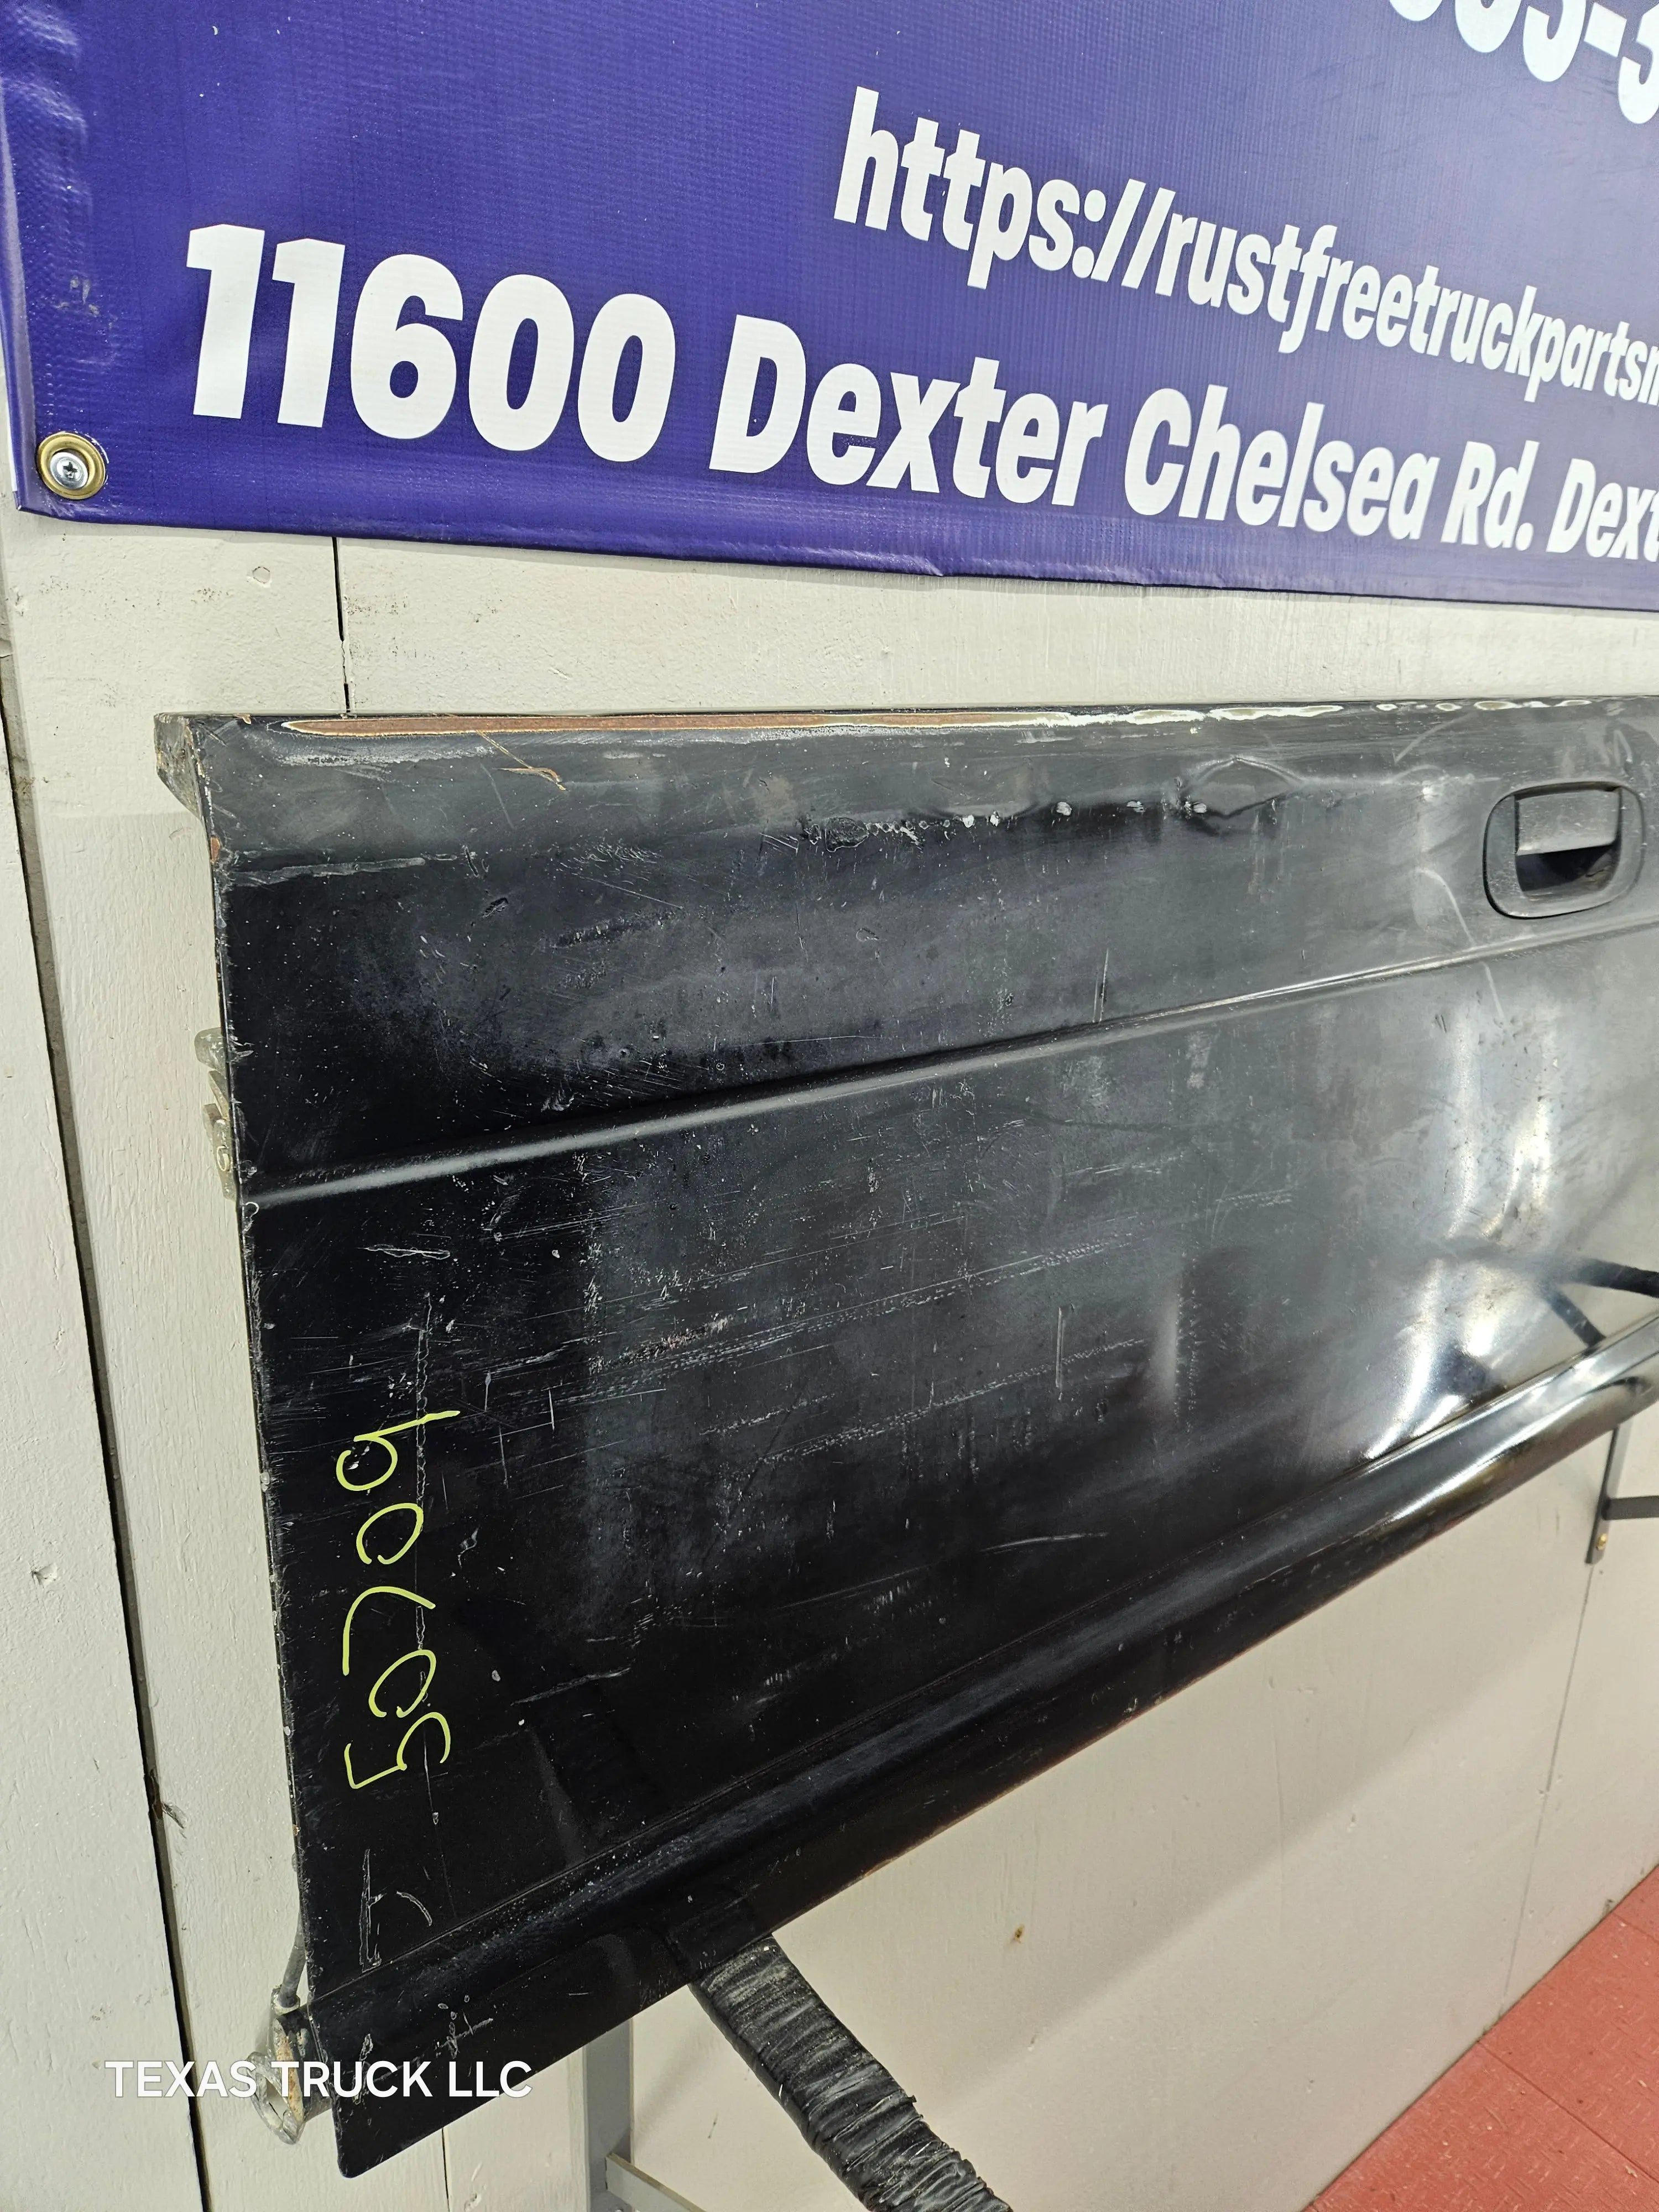 https://rustfreetruckparts
11600 Dexter Chelsea Rd. Dext
50709
TEXAS TRUCK LLC